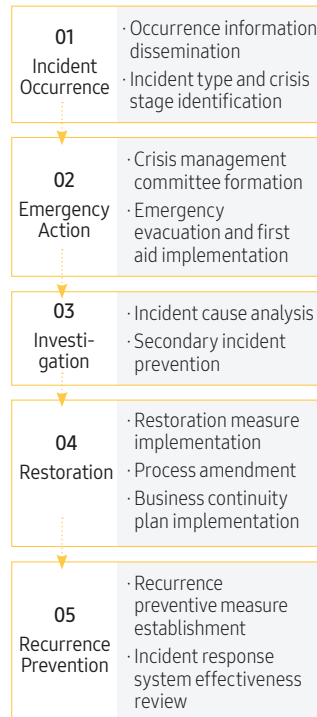 01
Incident
Occurrence
· Occurrence information
dissemination
· Incident type and crisis
stage identification
02
Emergency
Action
· Crisis management
committee formation
· Emergency
evacuation and first
aid implementation
03
Investi-
gation
· Incident cause analysis
· Secondary incident
prevention
04
Restoration
· Restoration measure
implementation
· Process amendment
· Business continuity
plan implementation
05
Recurrence
Prevention
· Recurrence
preventive measure
establishment
· Incident response
system effectiveness
review